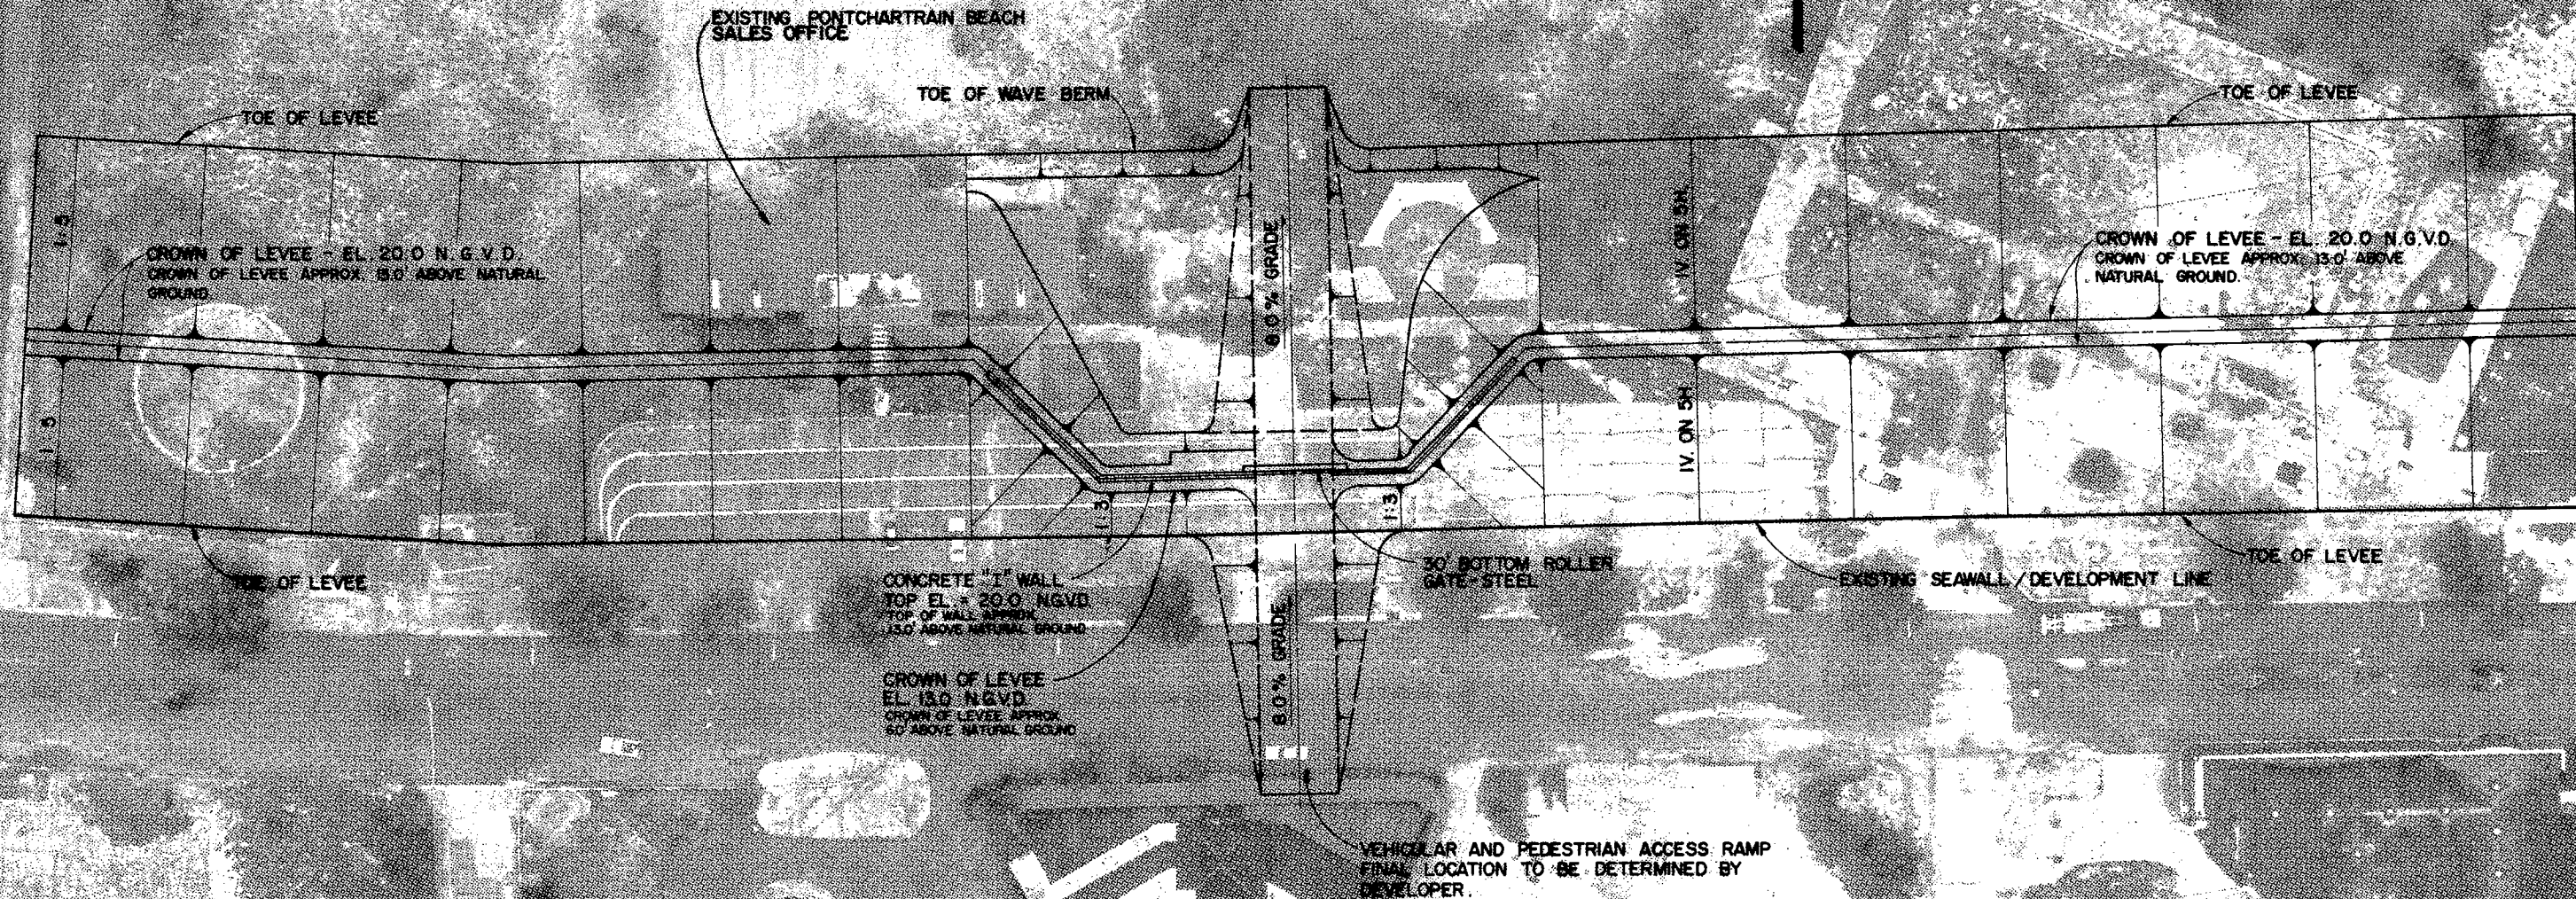 EXISTING PONTCHARTRAIN BEACH
SALES OFFICE
TOE OF WAVE BERM
TOE OF LEVEE
TOE OF LEVEE
1:5
8.0% GRADE
1V. ON 5H.
CROWN OF LEVEE - EL. 20.0 N.G.V.D.
CROWN OF LEVEE APPROX. 13.0' ABOVE NATURAL
GROUND.
CROWN OF LEVEE - EL. 20.0 N.G.V.D.
CROWN OF LEVEE APPROX. 13.0' ABOVE
NATURAL GROUND.
1:5
1V. ON 5H
1:3
1:3
TOE OF LEVEE
CONCRETE "I" WALL
TOP EL. = 20.0 N.G.V.D.
TOP OF WALL APPROX.
13.0' ABOVE NATURAL GROUND
30' BOTTOM ROLLER
GATE-STEEL
EXISTING SEAWALL/DEVELOPMENT LINE
TOE OF LEVEE
8.0% GRADE
CROWN OF LEVEE
EL. 13.0 N.G.V.D.
CROWN OF LEVEE APPROX.
6.0' ABOVE NATURAL GROUND
VEHICULAR AND PEDESTRIAN ACCESS RAMP
FINAL LOCATION TO BE DETERMINED BY
DEVELOPER.